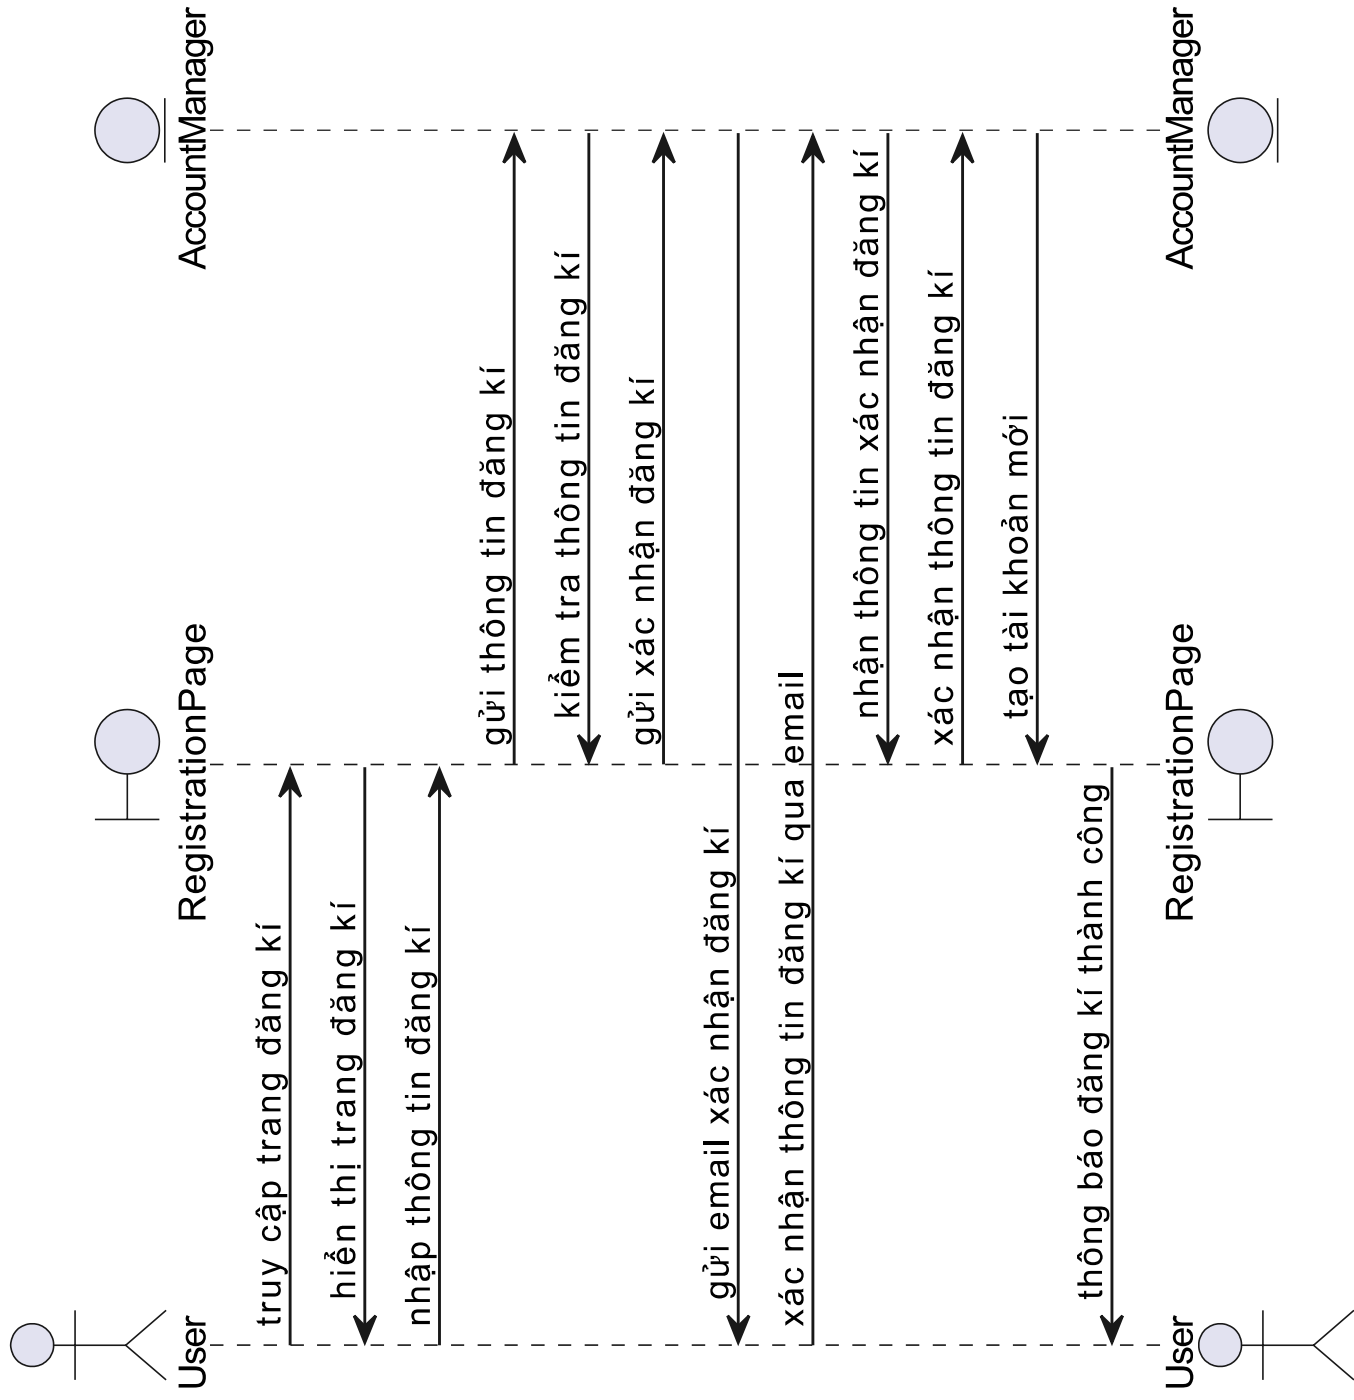 User
RegistrationPage
AccountManager
truy cập trang đăng kí
hiển thị trang đăng kí
nhập thông tin đăng kí
gửi thông tin đăng kí
kiểm tra thông tin đăng kí
gửi xác nhận đăng kí
gửi email xác nhận đăng kí
xác nhận thông tin đăng kí qua email
nhận thông tin xác nhận đăng kí
xác nhận thông tin đăng kí
tạo tài khoản mới
thông báo đăng kí thành công
User
RegistrationPage
AccountManager